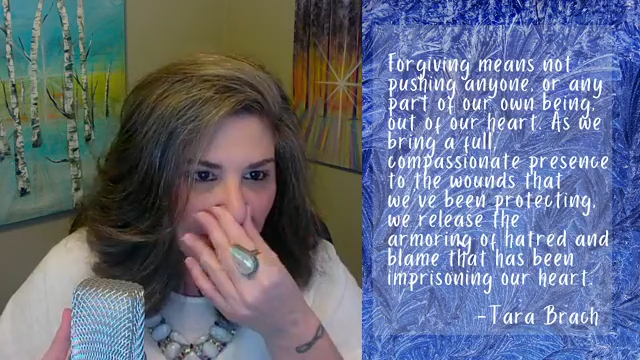 Forgiving means not
pushing anyone, or any
part of our own being,
out of our heart. As we
bring a full,
compassionate presence
to the wounds that
we've been protecting,
we release the
armoring of hatred and
blame that has been
imprisoning our heart.
-Tara Brach